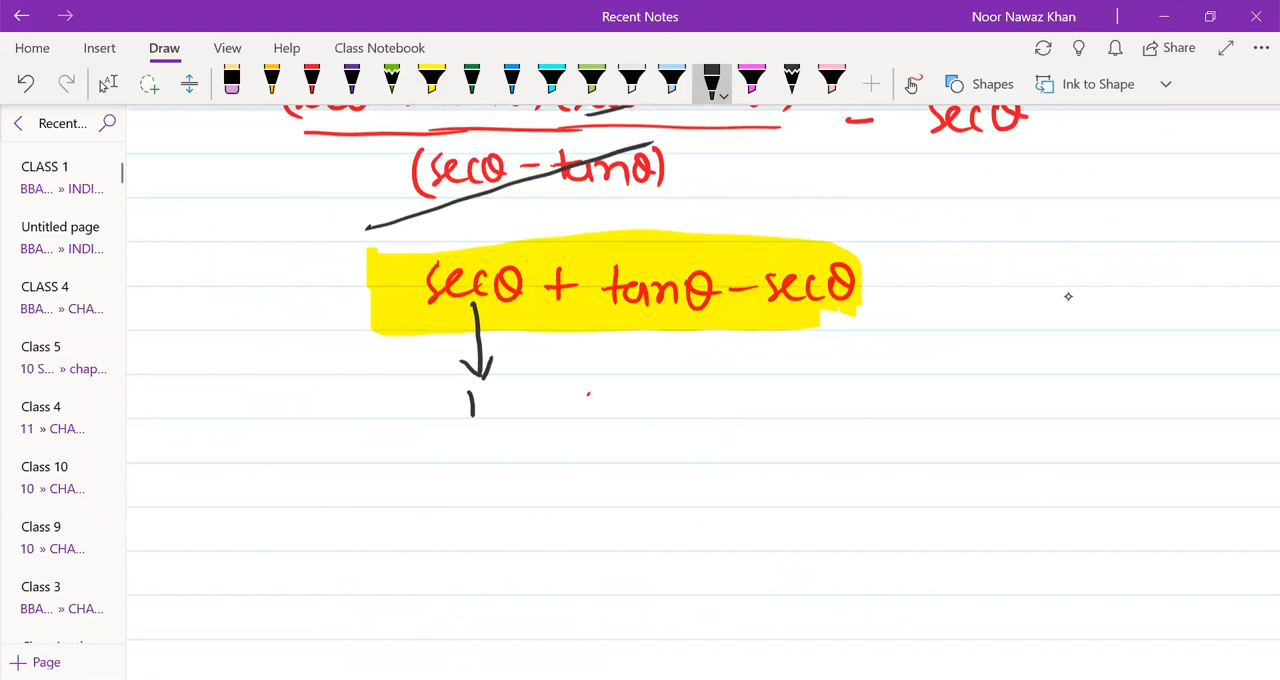 Recent Notes
Noor Nawaz Khan
Home Insert Draw View Help Class Notebook
Share
Shapes
Ink to Shape
Recent...
CLASS 1
BBA... » INDI...
Untitled page
BBA... » INDI...
CLASS 4
BBA... » CHA...
Class 5
10 S... » chap...
Class 4
11 » CHA...
Class 10
10 » CHA...
Class 9
10 » CHA...
Class 3
BBA... » CHA...
Page
− secθ
(secθ − tanθ)
secθ + tanθ − secθ
1